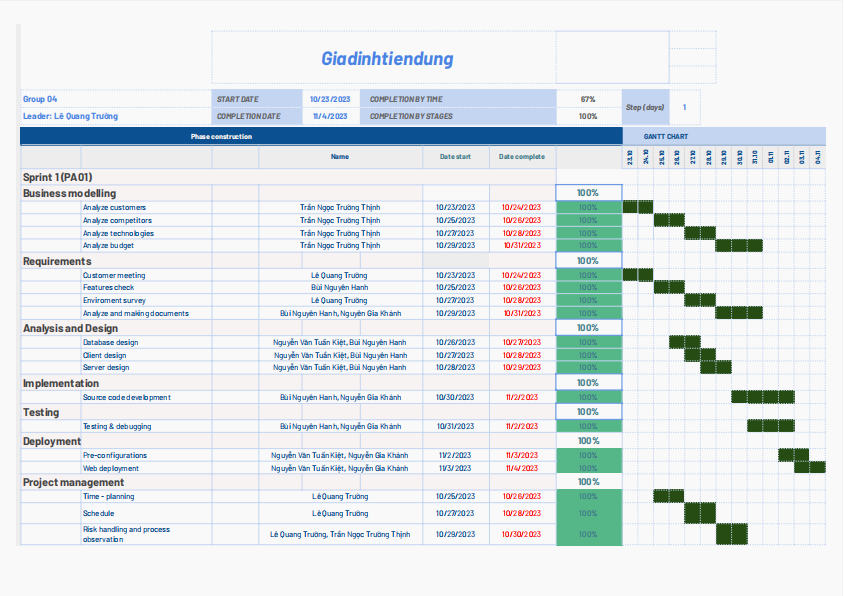 Giadinhtiendung
Group 04 START DATE 10/23/2023 COMPLETION BY TIME 67% Step (days) 1
Leader: Lê Quang Trường COMPLETION DATE 11/4/2023 COMPLETION BY STAGES 100%
Phase construction GANTT CHART
Name Date start Date complete 23.10 24.10 25.10 26.10 27.10 28.10 29.10 30.10 31.10 01.11 02.11 03.11 04.11
Sprint 1 (PA01)
Business modelling 100%
Analyze customers Trần Ngọc Trường Thịnh 10/23/2023 10/24/2023 100%
Analyze competitors Trần Ngọc Trường Thịnh 10/25/2023 10/26/2023 100%
Analyze technologies Trần Ngọc Trường Thịnh 10/27/2023 10/28/2023 100%
Analyze budget Trần Ngọc Trường Thịnh 10/29/2023 10/31/2023 100%
Requirements 100%
Customer meeting Lê Quang Trường 10/23/2023 10/24/2023 100%
Features check Bùi Nguyên Hanh 10/25/2023 10/26/2023 100%
Enviroment survey Lê Quang Trường 10/27/2023 10/28/2023 100%
Analyze and making documents Bùi Nguyên Hanh, Nguyễn Gia Khánh 10/29/2023 10/31/2023 100%
Analysis and Design 100%
Database design Nguyễn Văn Tuấn Kiệt, Bùi Nguyên Hanh 10/26/2023 10/27/2023 100%
Client design Nguyễn Văn Tuấn Kiệt, Bùi Nguyên Hanh 10/27/2023 10/28/2023 100%
Server design Nguyễn Văn Tuấn Kiệt, Bùi Nguyên Hanh 10/28/2023 10/29/2023 100%
Implementation 100%
Source code development Bùi Nguyên Hanh, Nguyễn Gia Khánh 10/30/2023 11/2/2023 100%
Testing 100%
Testing & debugging Bùi Nguyên Hanh, Nguyễn Gia Khánh 10/31/2023 11/2/2023 100%
Deployment 100%
Pre-configurations Nguyễn Văn Tuấn Kiệt, Nguyễn Gia Khánh 11/2/2023 11/3/2023 100%
Web deployment Nguyễn Văn Tuấn Kiệt, Nguyễn Gia Khánh 11/3/2023 11/4/2023 100%
Project management 100%
Time - planning Lê Quang Trường 10/25/2023 10/26/2023 100%
Schedule Lê Quang Trường 10/27/2023 10/28/2023 100%
Risk handling and process
observation Lê Quang Trường, Trần Ngọc Trường Thịnh 10/29/2023 10/30/2023 100%